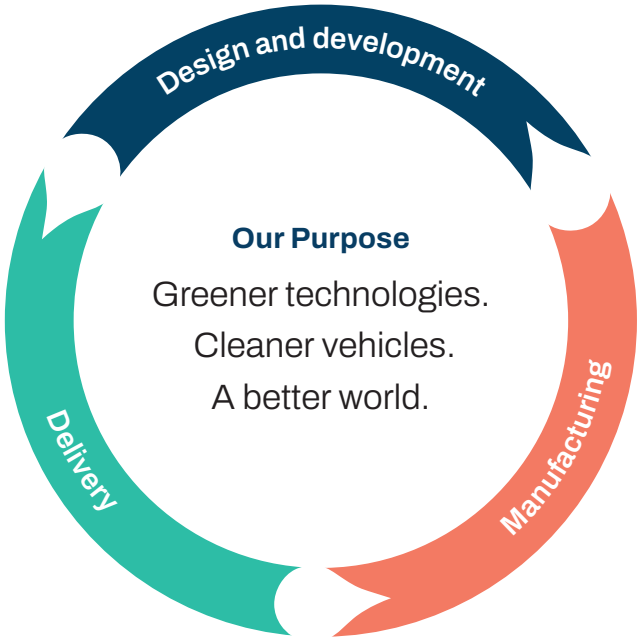 Design and development
Our Purpose
Greener technologies.
Cleaner vehicles.
A better world.
Manufacturing
Delivery